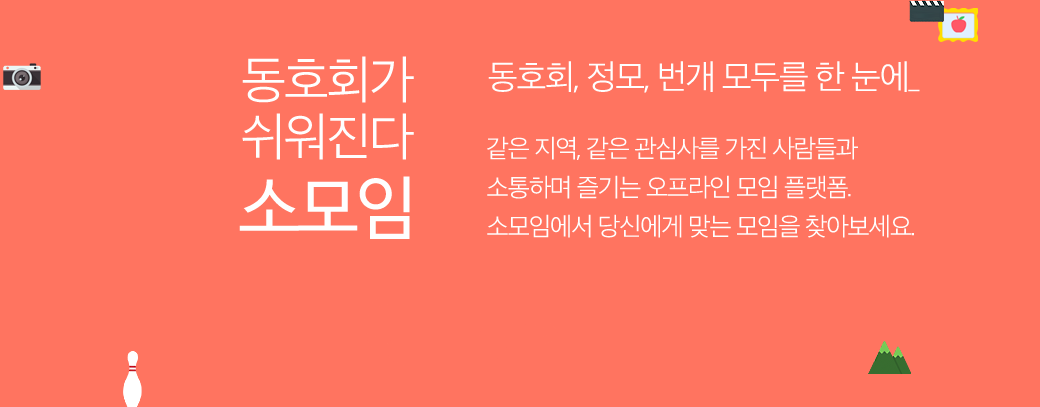 동호회가
쉬워진다
소모임
동호회, 정모, 번개 모두를 한 눈에_
같은 지역, 같은 관심사를 가진 사람들과
소통하며 즐기는 오프라인 모임 플랫폼.
소모임에서 당신에게 맞는 모임을 찾아보세요.